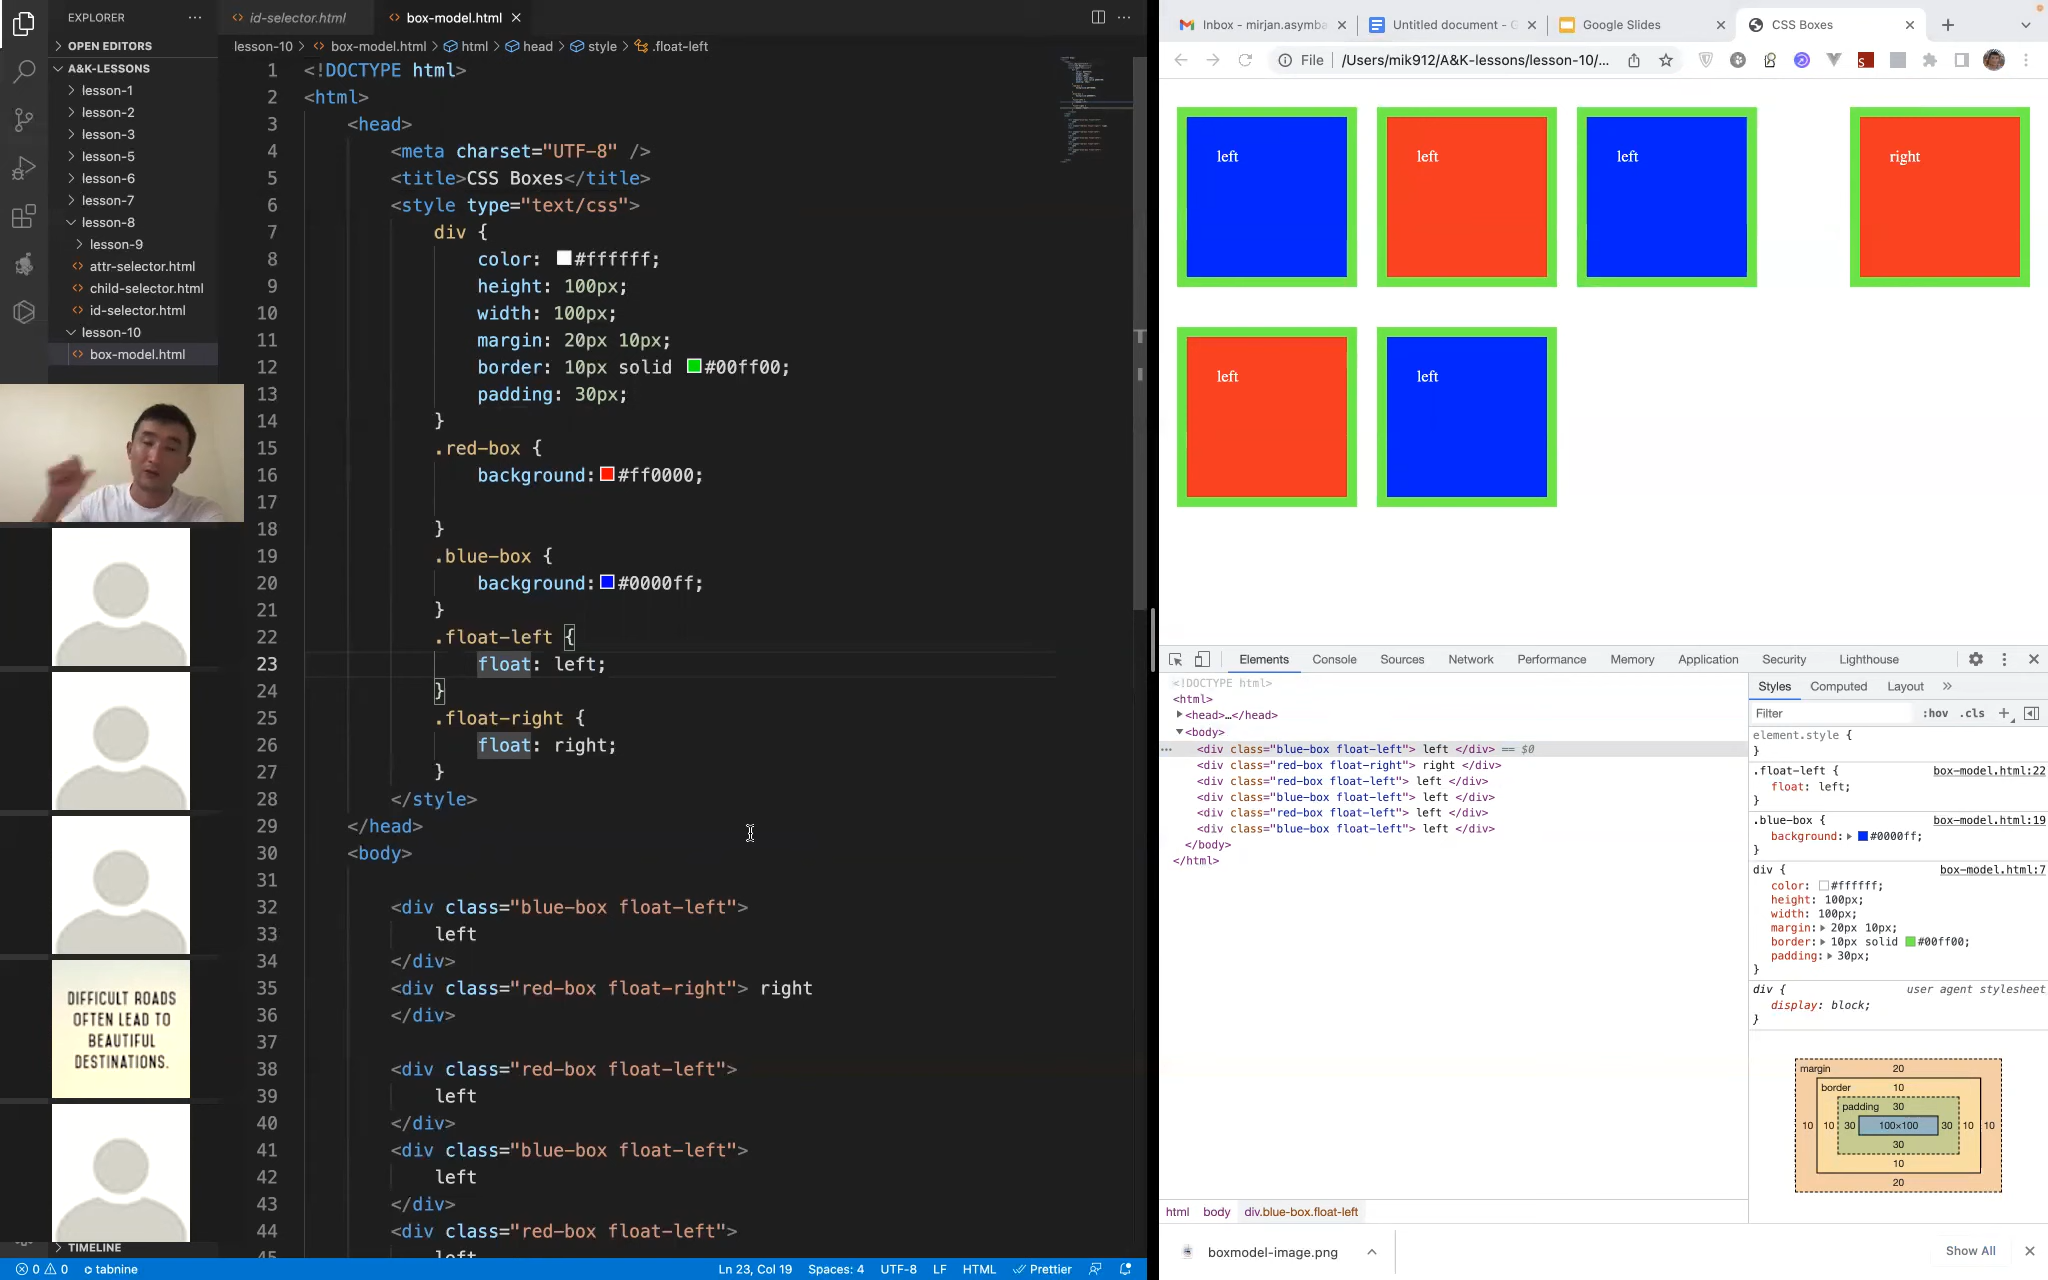 EXPLORER
OPEN EDITORS
A&K-LESSONS
lesson-1
lesson-2
lesson-3
lesson-5
lesson-6
lesson-7
lesson-8
lesson-9
attr-selector.html
child-selector.html
id-selector.html
lesson-10
box-model.html
DIFFICULT ROADS
OFTEN LEAD TO
BEAUTIFUL
DESTINATIONS.
TIMELINE
id-selector.html
box-model.html
lesson-10 > box-model.html > html > head > style > .float-left
1 <!DOCTYPE html>
2 <html>
3 <head>
4 <meta charset="UTF-8" />
5 <title>CSS Boxes</title>
6 <style type="text/css">
7 div {
8 color: #ffffff;
9 height: 100px;
10 width: 100px;
11 margin: 20px 10px;
12 border: 10px solid #00ff00;
13 padding: 30px;
14 }
15 .red-box {
16 background: #ff0000;
17
18 }
19 .blue-box {
20 background: #0000ff;
21 }
22 .float-left {
23 float: left;
24 }
25 .float-right {
26 float: right;
27 }
28 </style>
29 </head>
30 <body>
31
32 <div class="blue-box float-left">
33 left
34 </div>
35 <div class="red-box float-right"> right
36 </div>
37
38 <div class="red-box float-left">
39 left
40 </div>
41 <div class="blue-box float-left">
42 left
43 </div>
44 <div class="red-box float-left">
45 left
0 0 tabnine
Ln 23, Col 19 Spaces: 4 UTF-8 LF HTML Prettier
Inbox - mirjan.asymba
Untitled document - G
Google Slides
CSS Boxes
File | /Users/mik912/A&K-lessons/lesson-10/...
left
left
left
right
left
left
Elements Console Sources Network Performance Memory Application Security Lighthouse
<!DOCTYPE html>
<html>
<head>…</head>
<body>
<div class="blue-box float-left"> left </div> == $0
<div class="red-box float-right"> right </div>
<div class="red-box float-left"> left </div>
<div class="blue-box float-left"> left </div>
<div class="red-box float-left"> left </div>
<div class="blue-box float-left"> left </div>
</body>
</html>
html body div.blue-box.float-left
Styles Computed Layout
Filter :hov .cls
element.style {
}
.float-left { box-model.html:22
float: left;
}
.blue-box { box-model.html:19
background: #0000ff;
}
div { box-model.html:7
color: #ffffff;
height: 100px;
width: 100px;
margin: 20px 10px;
border: 10px solid #00ff00;
padding: 30px;
}
div { user agent stylesheet
display: block;
}
margin 20
border 10
padding 30
10 10 30 100×100 30 10 10
30
10
20
boxmodel-image.png
Show All